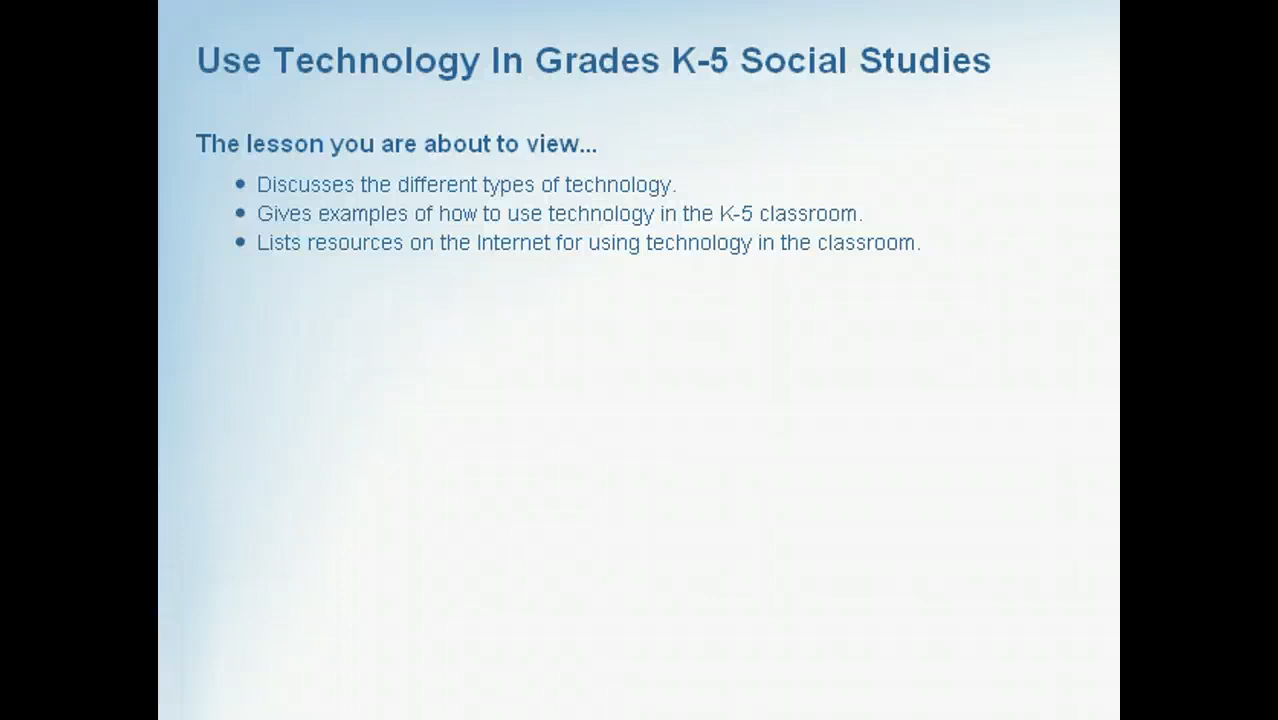 Use Technology In Grades K-5 Social Studies
The lesson you are about to view...
• Discusses the different types of technology.
• Gives examples of how to use technology in the K-5 classroom.
• Lists resources on the Internet for using technology in the classroom.